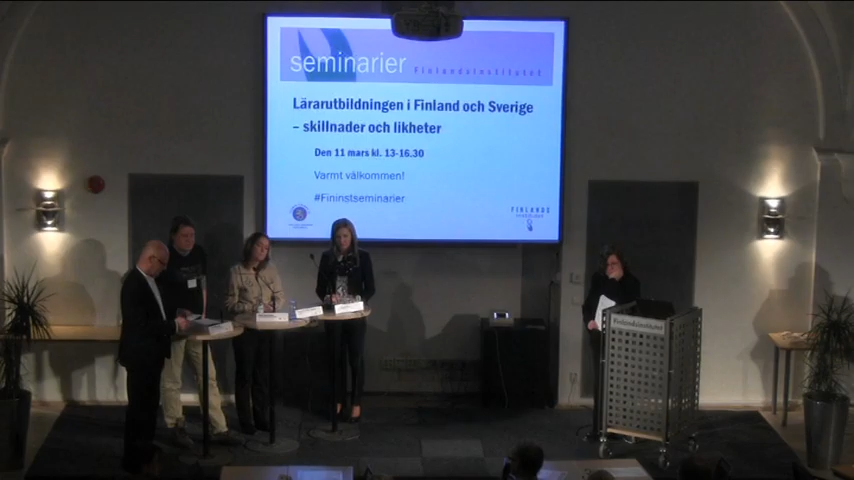 seminarier Finlandsinstitutet
Lärarutbildningen i Finland och Sverige
– skillnader och likheter
Den 11 mars kl. 13-16.30
Varmt välkommen!
#Fininstseminarier
FINLANDS
Finlandsinstitutet